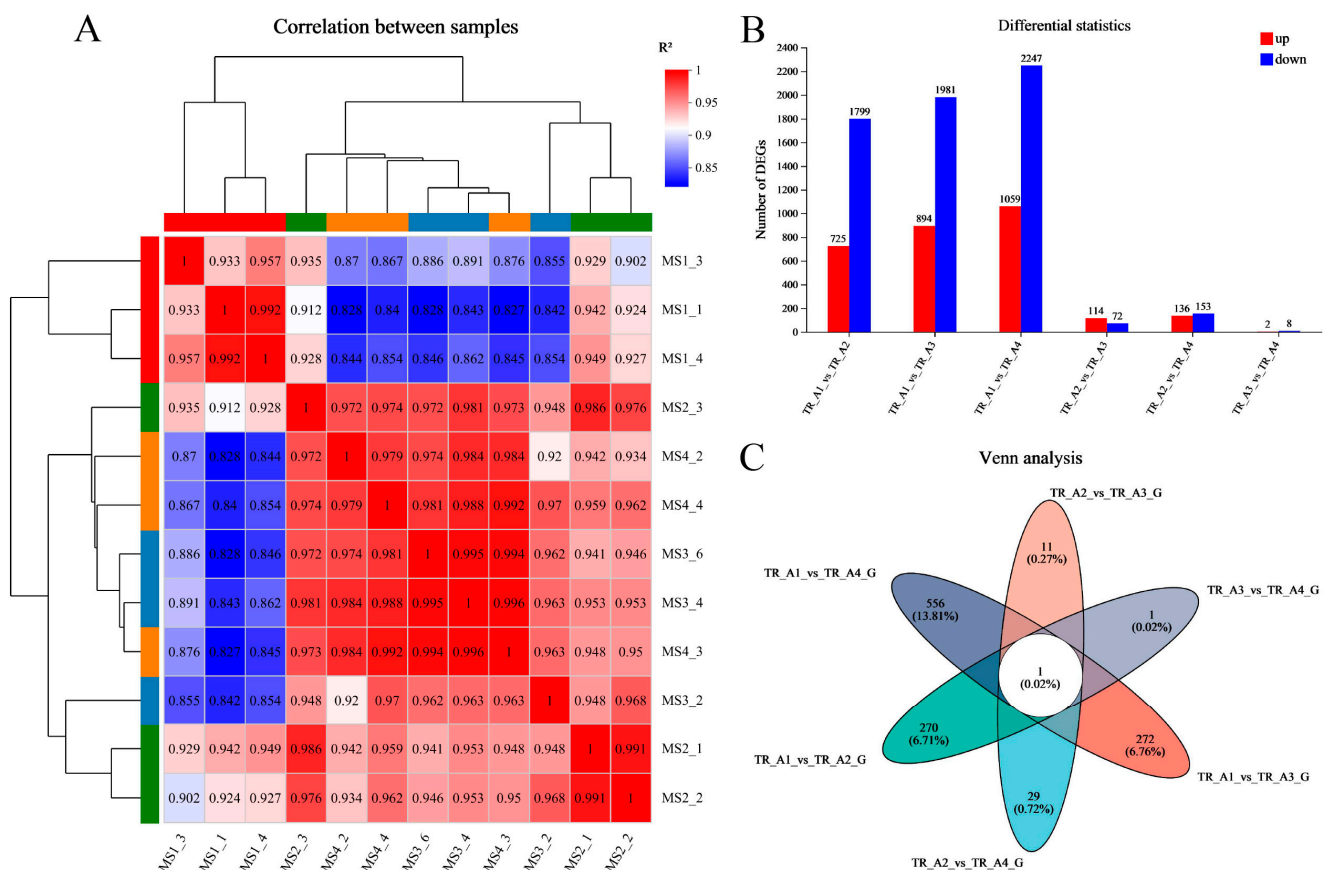 A
Correlation between samples
R²
1
0.95
0.9
0.85
1 0.933 0.957 0.935 0.87 0.867 0.886 0.891 0.876 0.855 0.929 0.902 MS1_3
0.933 1 0.992 0.912 0.828 0.84 0.828 0.843 0.827 0.842 0.942 0.924 MS1_1
0.957 0.992 1 0.928 0.844 0.854 0.846 0.862 0.845 0.854 0.949 0.927 MS1_4
0.935 0.912 0.928 1 0.972 0.974 0.972 0.981 0.973 0.948 0.986 0.976 MS2_3
0.87 0.828 0.844 0.972 1 0.979 0.974 0.984 0.984 0.92 0.942 0.934 MS4_2
0.867 0.84 0.854 0.974 0.979 1 0.981 0.988 0.992 0.97 0.959 0.962 MS4_4
0.886 0.828 0.846 0.972 0.974 0.981 1 0.995 0.994 0.962 0.941 0.946 MS3_6
0.891 0.843 0.862 0.981 0.984 0.988 0.995 1 0.996 0.963 0.953 0.953 MS3_4
0.876 0.827 0.845 0.973 0.984 0.992 0.994 0.996 1 0.963 0.948 0.95 MS4_3
0.855 0.842 0.854 0.948 0.92 0.97 0.962 0.963 0.963 1 0.948 0.968 MS3_2
0.929 0.942 0.949 0.986 0.942 0.959 0.941 0.953 0.948 0.948 1 0.991 MS2_1
0.902 0.924 0.927 0.976 0.934 0.962 0.946 0.953 0.95 0.968 0.991 1 MS2_2
MS1_3 MS1_1 MS1_4 MS2_3 MS4_2 MS4_4 MS3_6 MS3_4 MS4_3 MS3_2 MS2_1 MS2_2
B
Differential statistics
up
down
Number of DEGs
2400
2200
2000
1800
1600
1400
1200
1000
800
600
400
200
0
725 1799 894 1981 1059 2247 114 72 136 153 2 8
TR_A1_vs_TR_A2 TR_A1_vs_TR_A3 TR_A1_vs_TR_A4 TR_A2_vs_TR_A3 TR_A2_vs_TR_A4 TR_A3_vs_TR_A4
C
Venn analysis
TR_A2_vs_TR_A3_G
11
(0.27%)
TR_A1_vs_TR_A4_G
556
(13.81%)
TR_A3_vs_TR_A4_G
1
(0.02%)
1
(0.02%)
270
(6.71%)
TR_A1_vs_TR_A2_G
272
(6.76%)
TR_A1_vs_TR_A3_G
29
(0.72%)
TR_A2_vs_TR_A4_G